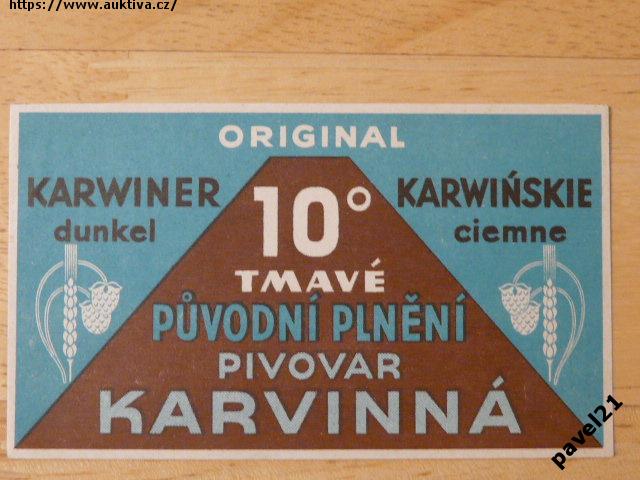 https://www.auktiva.cz/
ORIGINAL
KARWINER
dunkel
10°
KARWIŃSKIE
ciemne
TMAVÉ
PŮVODNÍ PLNĚNÍ
PIVOVAR
KARVINNÁ
pavel21